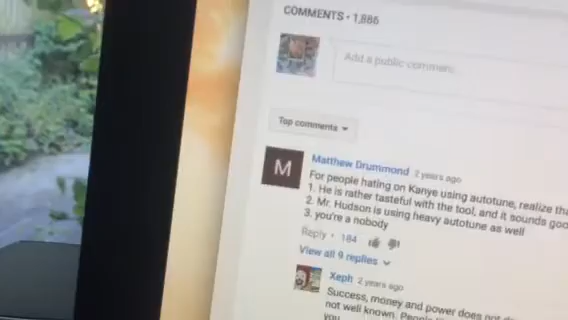 COMMENTS • 1,886
Add a public comment...
Top comments
M
Matthew Drummond 2 years ago
For people hating on Kanye using autotune, realize
1. He is rather tasteful with the tool, and it sounds
2. Mr. Hudson is using heavy autotune as well
3. you're a nobody
Reply • 184
View all 9 replies
Xeph 2 years ago
Success, money and power does not
not well known. People
you